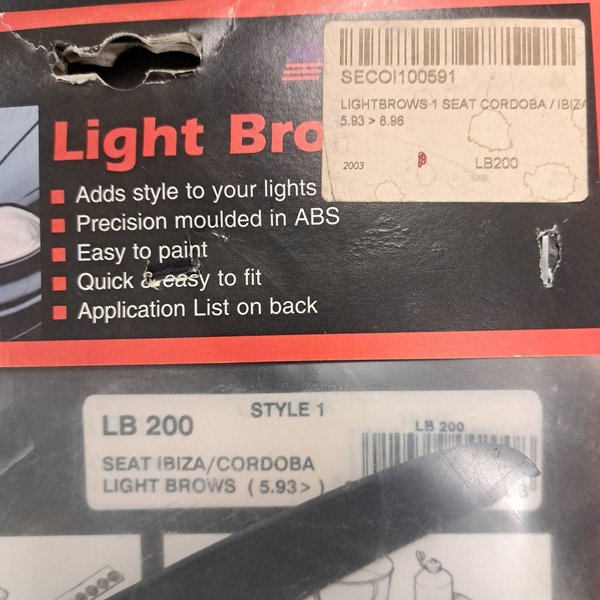 SECOI100591
LIGHTBROWS 1 SEAT CORDOBA / IBIZA
5.93 > 8.96
2003 LB200
Light Bro
Adds style to your lights
Precision moulded in ABS
Easy to paint
Quick & easy to fit
Application List on back
STYLE 1
LB 200
LB 200
SEAT IBIZA/CORDOBA
LIGHT BROWS (5.93>)